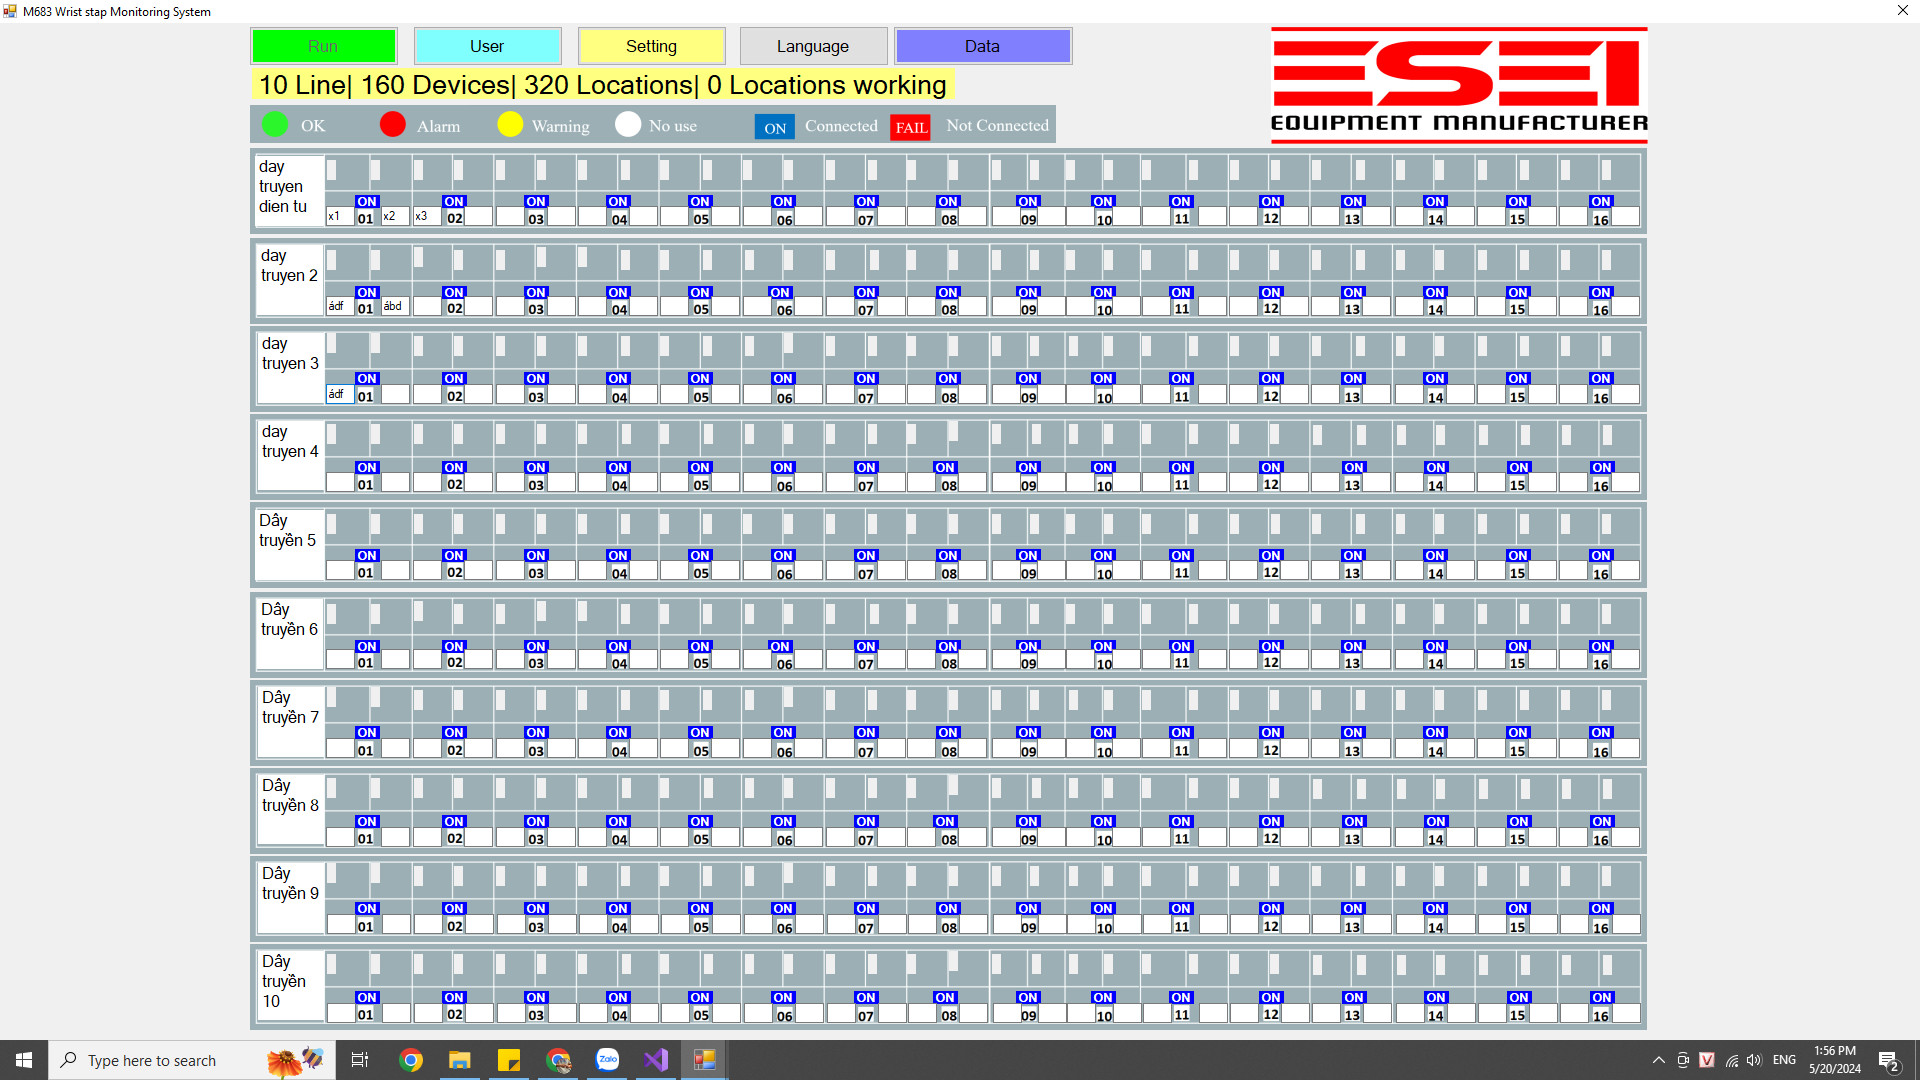 M683 Wrist stap Monitoring System
Run User Setting Language Data
10 Line| 160 Devices| 320 Locations| 0 Locations working
OK Alarm Warning No use ON Connected FAIL Not Connected
ESEI
EQUIPMENT MANUFACTURER
day truyen dien tu
ON ON ON ON ON ON ON ON ON ON ON ON ON ON ON ON
x1 01 x2 x3 02 03 04 05 06 07 08 09 10 11 12 13 14 15 16
day truyen 2
ON ON ON ON ON ON ON ON ON ON ON ON ON ON ON ON
ádf 01 ábd 02 03 04 05 06 07 08 09 10 11 12 13 14 15 16
day truyen 3
ON ON ON ON ON ON ON ON ON ON ON ON ON ON ON ON
ádf 01 02 03 04 05 06 07 08 09 10 11 12 13 14 15 16
day truyen 4
ON ON ON ON ON ON ON ON ON ON ON ON ON ON ON ON
01 02 03 04 05 06 07 08 09 10 11 12 13 14 15 16
Dây truyền 5
ON ON ON ON ON ON ON ON ON ON ON ON ON ON ON ON
01 02 03 04 05 06 07 08 09 10 11 12 13 14 15 16
Dây truyền 6
ON ON ON ON ON ON ON ON ON ON ON ON ON ON ON ON
01 02 03 04 05 06 07 08 09 10 11 12 13 14 15 16
Dây truyền 7
ON ON ON ON ON ON ON ON ON ON ON ON ON ON ON ON
01 02 03 04 05 06 07 08 09 10 11 12 13 14 15 16
Dây truyền 8
ON ON ON ON ON ON ON ON ON ON ON ON ON ON ON ON
01 02 03 04 05 06 07 08 09 10 11 12 13 14 15 16
Dây truyền 9
ON ON ON ON ON ON ON ON ON ON ON ON ON ON ON ON
01 02 03 04 05 06 07 08 09 10 11 12 13 14 15 16
Dây truyền 10
ON ON ON ON ON ON ON ON ON ON ON ON ON ON ON ON
01 02 03 04 05 06 07 08 09 10 11 12 13 14 15 16
Type here to search
Zalo
V
ENG
1:56 PM
5/20/2024
2